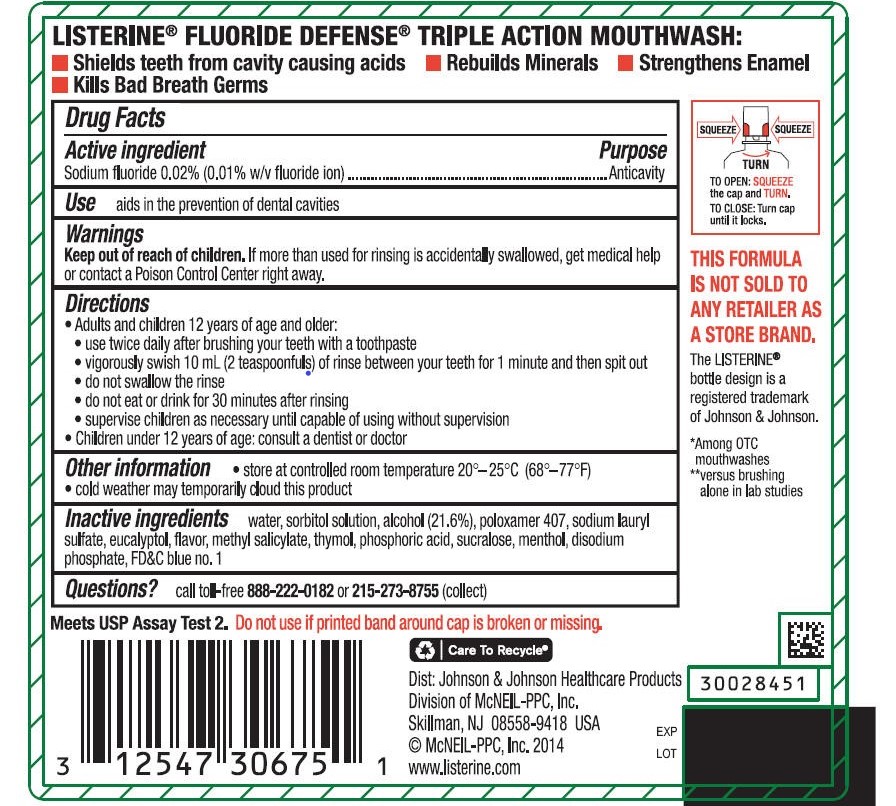 LISTERINE® FLUORIDE DEFENSE® TRIPLE ACTION MOUTHWASH:
■ Shields teeth from cavity causing acids ■ Rebuilds Minerals ■ Strengthens Enamel
■ Kills Bad Breath Germs
Drug Facts
Active ingredient Purpose
Sodium fluoride 0.02% (0.01% w/v fluoride ion) ........................................ Anticavity
Use aids in the prevention of dental cavities
Warnings
Keep out of reach of children. If more than used for rinsing is accidentally swallowed, get medical help
or contact a Poison Control Center right away.
Directions
• Adults and children 12 years of age and older:
• use twice daily after brushing your teeth with a toothpaste
• vigorously swish 10 mL (2 teaspoonfuls) of rinse between your teeth for 1 minute and then spit out
• do not swallow the rinse
• do not eat or drink for 30 minutes after rinsing
• supervise children as necessary until capable of using without supervision
• Children under 12 years of age: consult a dentist or doctor
Other information • store at controlled room temperature 20°–25°C (68°–77°F)
• cold weather may temporarily cloud this product
Inactive ingredients water, sorbitol solution, alcohol (21.6%), poloxamer 407, sodium lauryl
sulfate, eucalyptol, flavor, methyl salicylate, thymol, phosphoric acid, sucralose, menthol, disodium
phosphate, FD&C blue no. 1
Questions? call toll-free 888-222-0182 or 215-273-8755 (collect)
SQUEEZE SQUEEZE
TURN
TO OPEN: SQUEEZE
the cap and TURN.
TO CLOSE: Turn cap
until it locks.
THIS FORMULA
IS NOT SOLD TO
ANY RETAILER AS
A STORE BRAND.
The LISTERINE®
bottle design is a
registered trademark
of Johnson & Johnson.
*Among OTC
mouthwashes
**versus brushing
alone in lab studies
Meets USP Assay Test 2. Do not use if printed band around cap is broken or missing.
3 12547 30675 1
Care To Recycle®
Dist: Johnson & Johnson Healthcare Products
Division of McNEIL-PPC, Inc.
Skillman, NJ 08558-9418 USA
© McNEIL-PPC, Inc. 2014
www.listerine.com
30028451
EXP
LOT